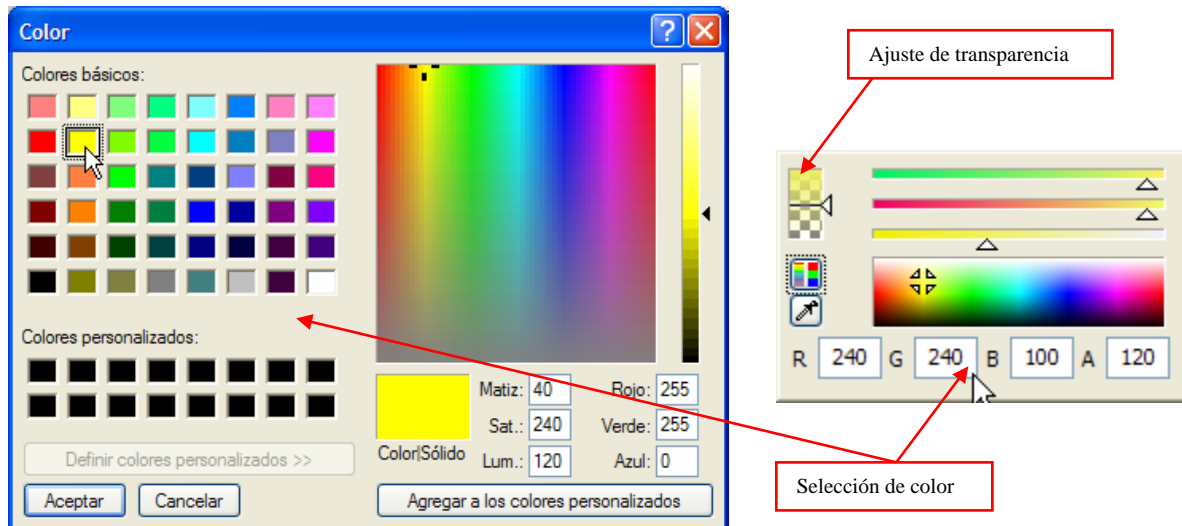 Color
Colores básicos:
Colores personalizados:
Definir colores personalizados >>
Aceptar
Cancelar
Color|Sólido
Matiz: 40
Sat.: 240
Lum.: 120
Rojo: 255
Verde: 255
Azul: 0
Agregar a los colores personalizados
Ajuste de transparencia
R 240 G 240 B 100 A 120
Selección de color